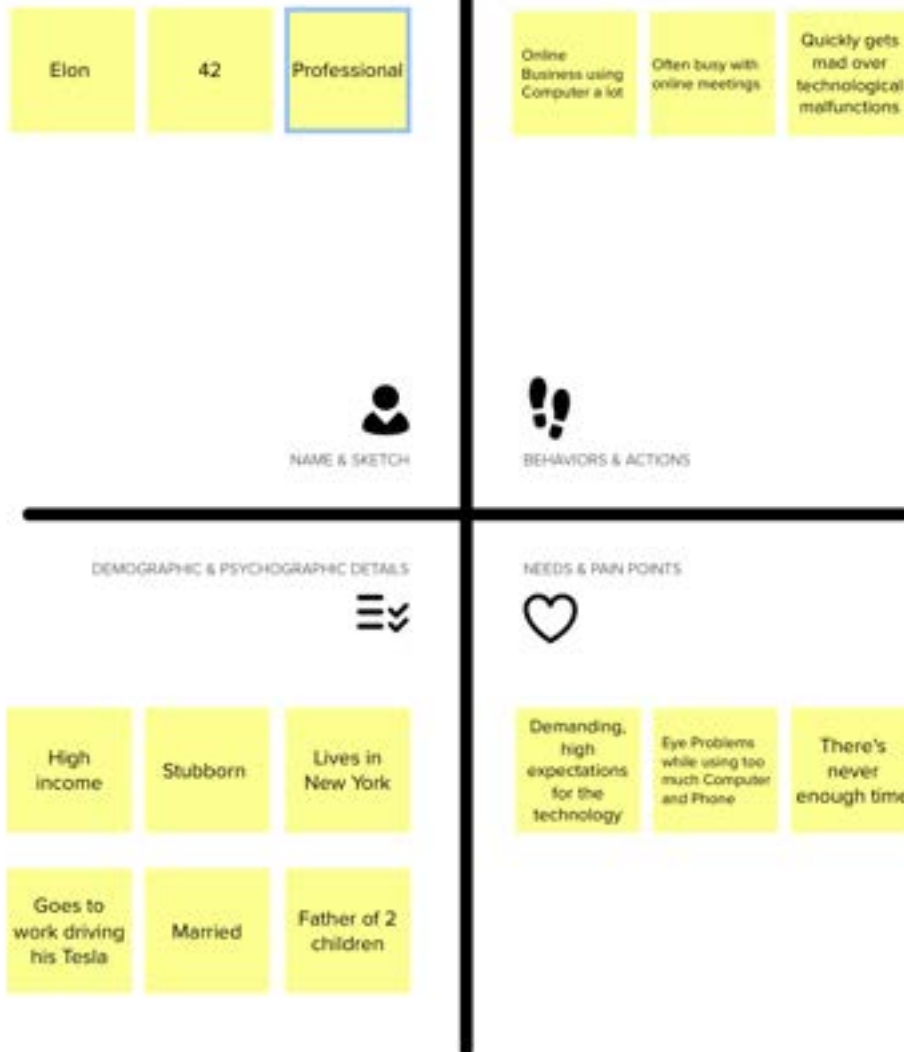 Elon
42
Professional
Online
Business using
Computer a lot
Often busy with
online meetings
Quickly gets
mad over
technological
malfunctions
NAME & SKETCH
BEHAVIORS & ACTIONS
DEMOGRAPHIC & PSYCHOGRAPHIC DETAILS
NEEDS & PAIN POINTS
High
income
Stubborn
Lives in
New York
Goes to
work driving
his Tesla
Married
Father of 2
children
Demanding,
high
expectations
for the
technology
Eye Problems
while using too
much Computer
and Phone
There's
never
enough time